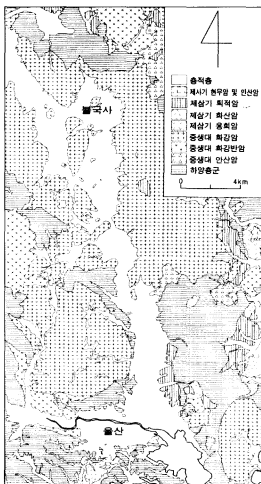 불국사
충적층
제사기 현무암 및 안산암
제삼기 퇴적암
제삼기 화산암
제삼기 응회암
중생대 화강암
중생대 화강반암
중생대 안산암
하양층군
0 4km
울산